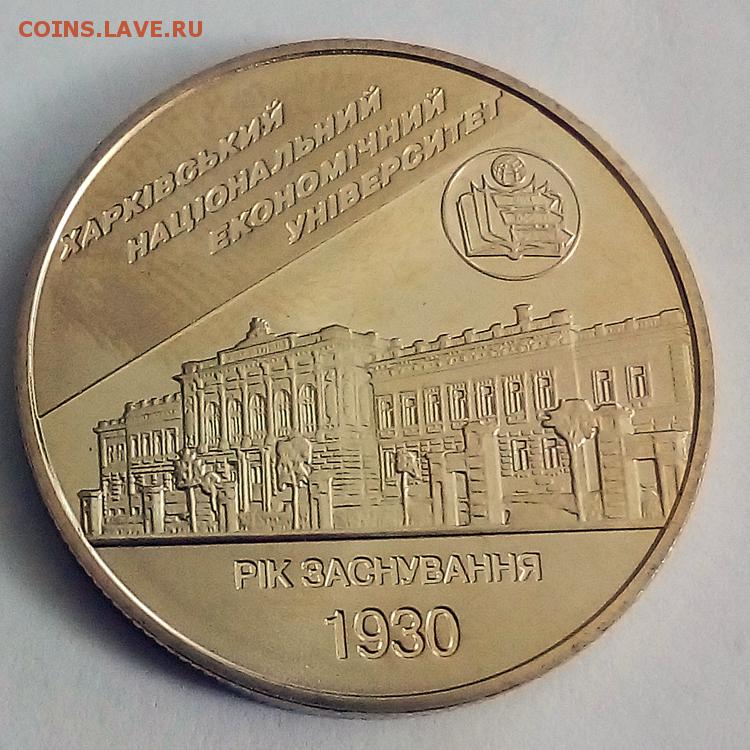 COINS.LAVE.RU
ХАРКІВСЬКИЙ
НАЦІОНАЛЬНИЙ
ЕКОНОМІЧНИЙ
УНІВЕРСИТЕТ
РІК ЗАСНУВАННЯ
1930